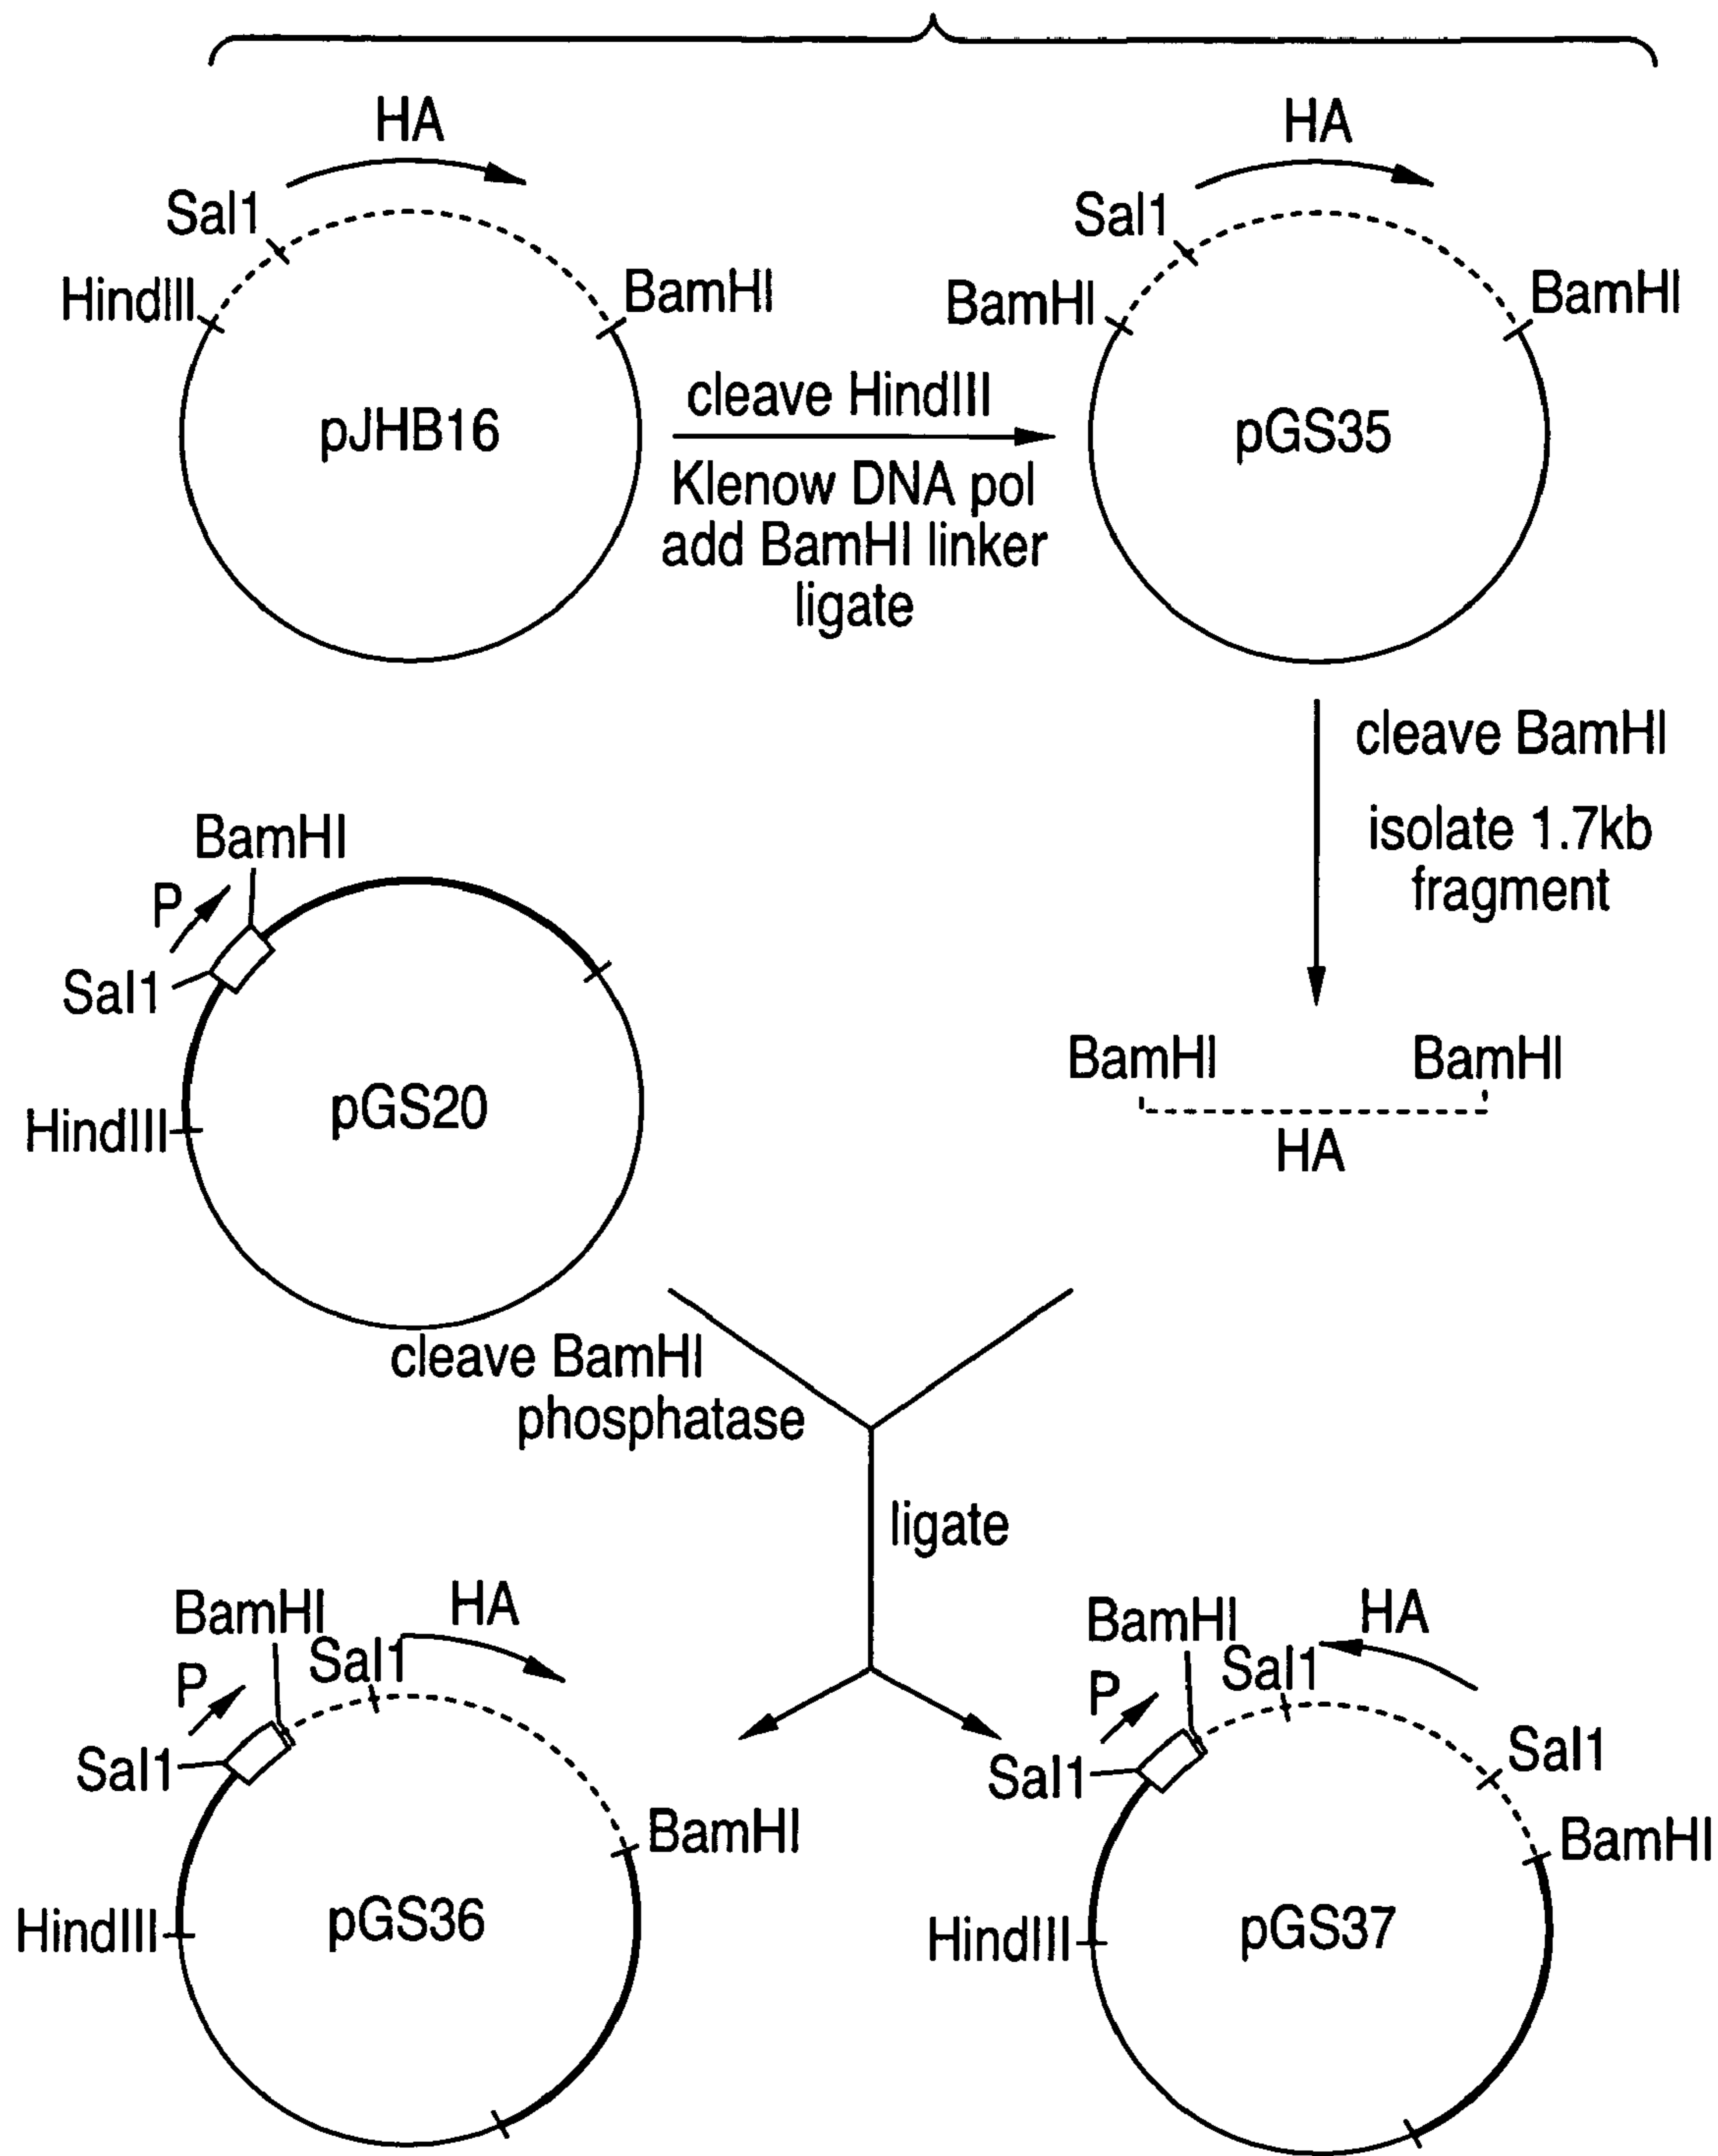 HA
Sal1
HindIII
BamHI
pJHB16
cleave HindIII
Klenow DNA pol
add BamHI linker
ligate
HA
Sal1
BamHI
BamHI
pGS35
cleave BamHI
isolate 1.7kb
fragment
BamHI
P
Sal1
HindIII
pGS20
BamHI
BamHI
HA
cleave BamHI
phosphatase
ligate
BamHI
HA
P
Sal1
Sal1
BamHI
HindIII
pGS36
BamHI
HA
P
Sal1
Sal1
Sal1
BamHI
HindIII
pGS37